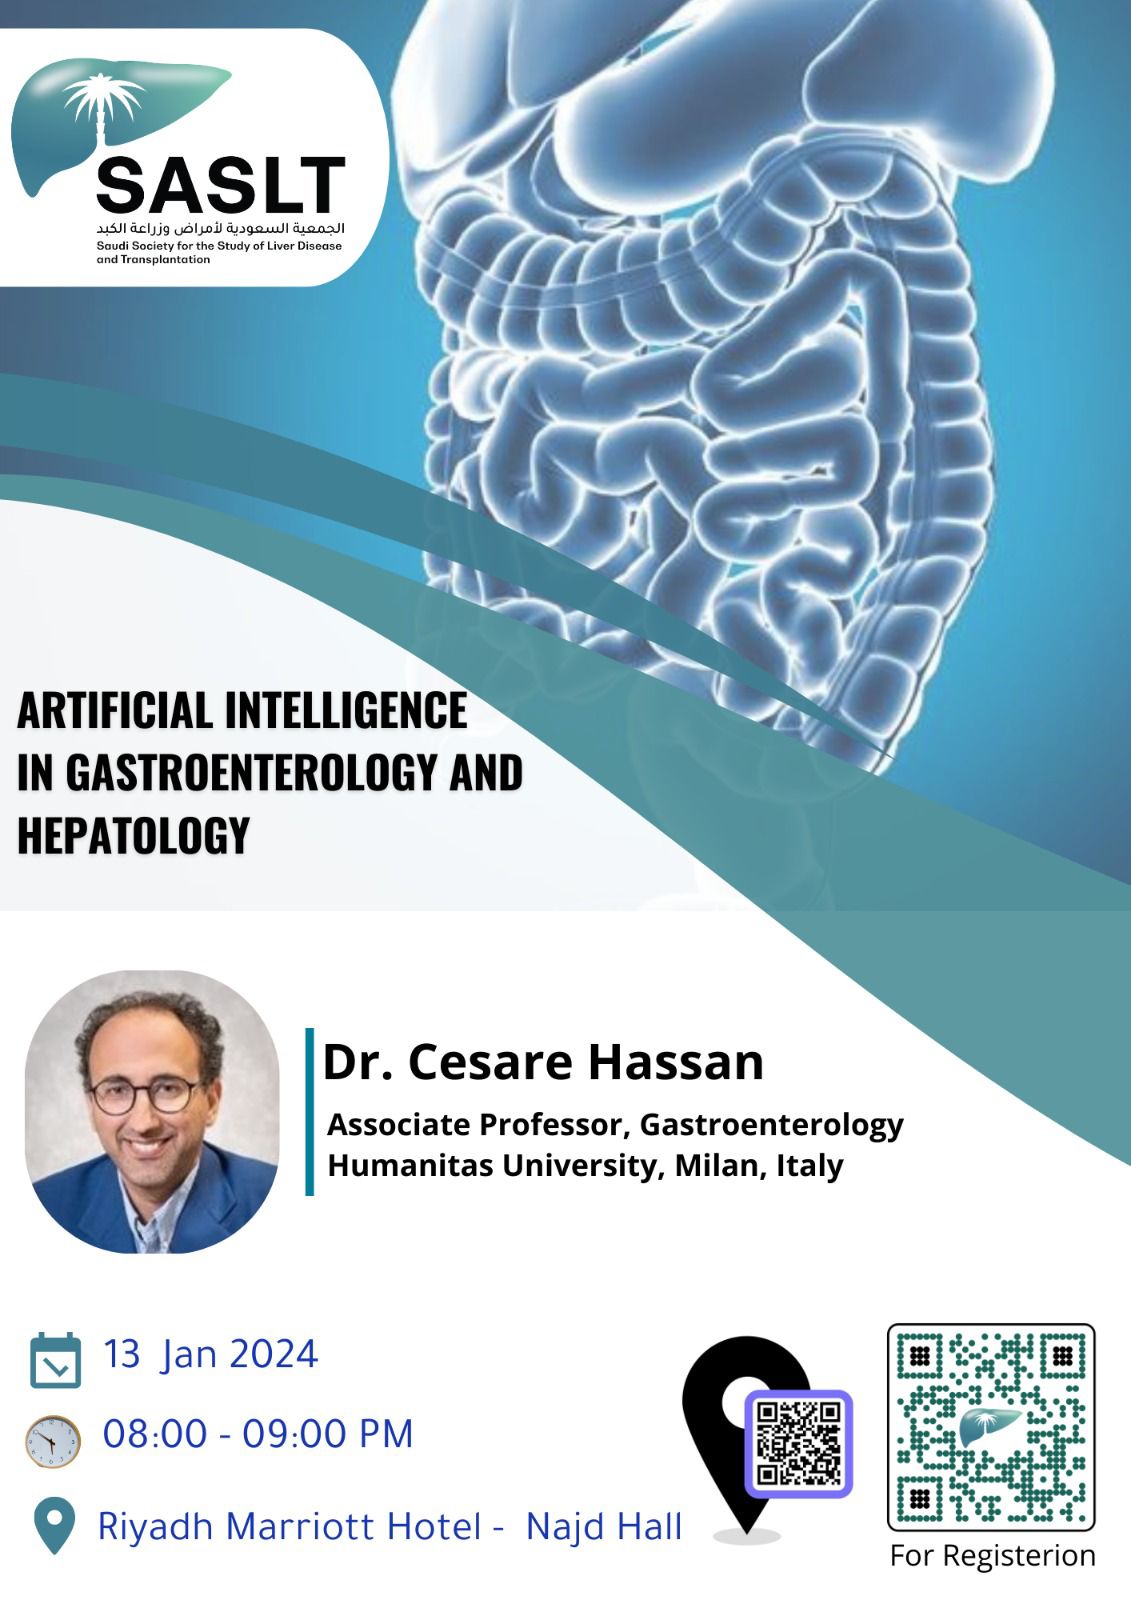 SASLT
الجمعية السعودية لأمراض وزراعة الكبد
Saudi Society for the Study of Liver Disease
and Transplantation
ARTIFICIAL INTELLIGENCE
IN GASTROENTEROLOGY AND
HEPATOLOGY
Dr. Cesare Hassan
Associate Professor, Gastroenterology
Humanitas University, Milan, Italy
13 Jan 2024
08:00 - 09:00 PM
Riyadh Marriott Hotel - Najd Hall
For Registerion